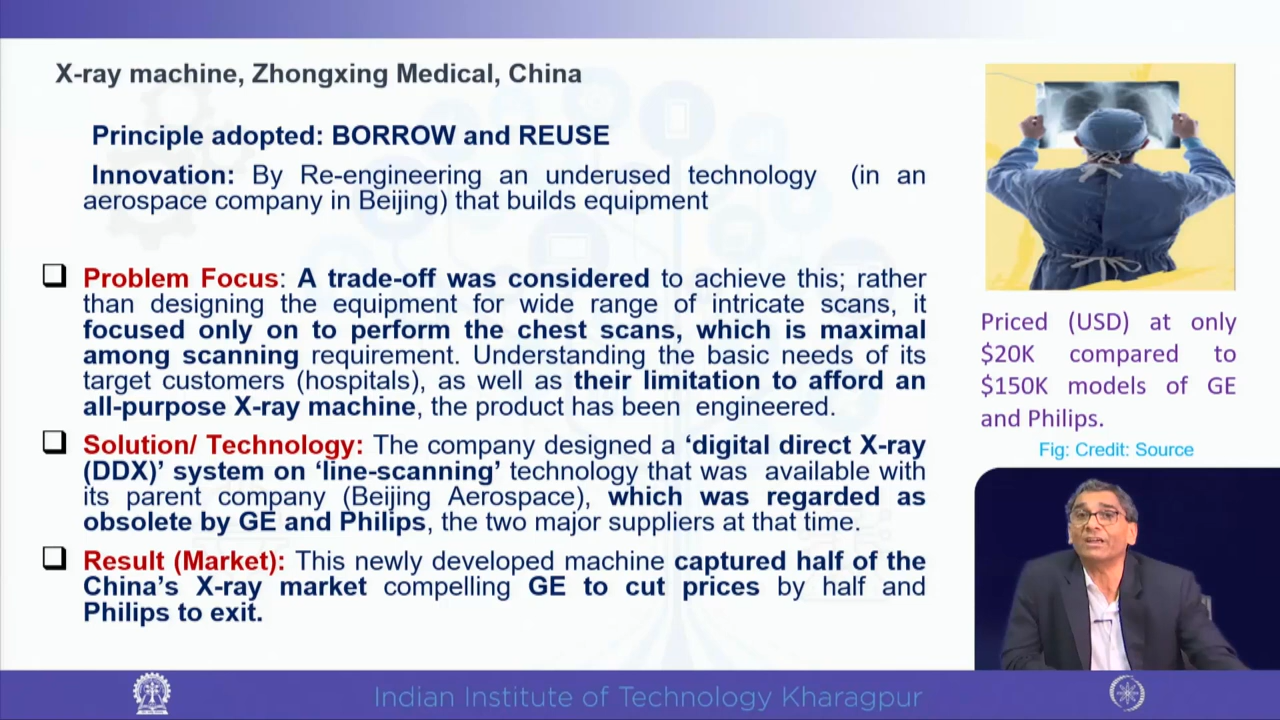 X-ray machine, Zhongxing Medical, China
Principle adopted: BORROW and REUSE
Innovation: By Re-engineering an underused technology (in an
aerospace company in Beijing) that builds equipment
Problem Focus: A trade-off was considered to achieve this; rather
than designing the equipment for wide range of intricate scans, it
focused only on to perform the chest scans, which is maximal
among scanning requirement. Understanding the basic needs of its
target customers (hospitals), as well as their limitation to afford an
all-purpose X-ray machine, the product has been engineered.
Solution/ Technology: The company designed a ‘digital direct X-ray
(DDX)’ system on ‘line-scanning’ technology that was available with
its parent company (Beijing Aerospace), which was regarded as
obsolete by GE and Philips, the two major suppliers at that time.
Result (Market): This newly developed machine captured half of the
China’s X-ray market compelling GE to cut prices by half and
Philips to exit.
Priced (USD) at only
$20K compared to
$150K models of GE
and Philips.
Fig: Credit: Source
Indian Institute of Technology Kharagpur